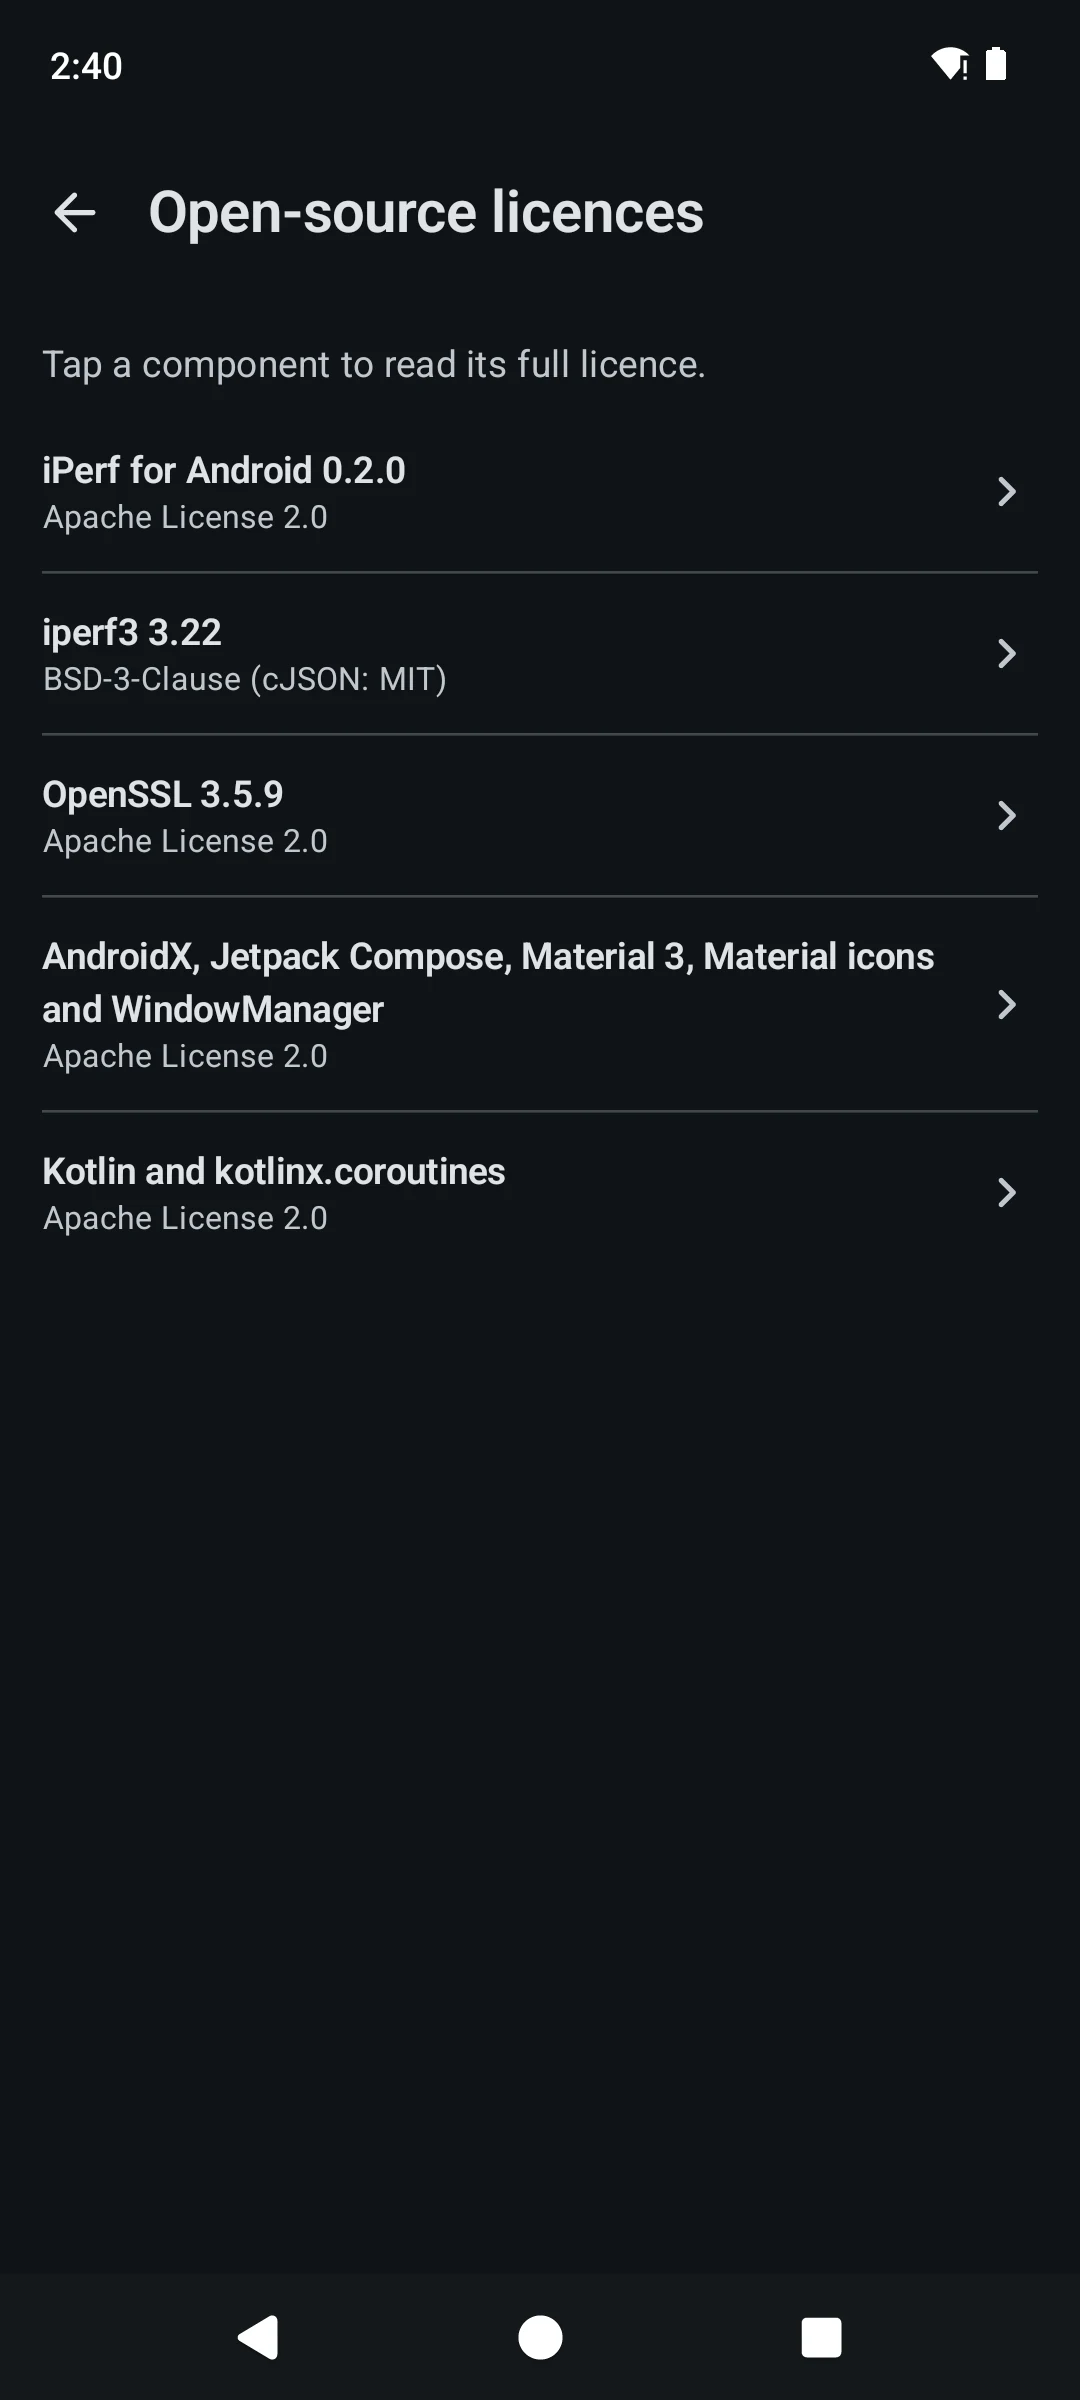 2:40
Open-source licences
Tap a component to read its full licence.
iPerf for Android 0.2.0
Apache License 2.0
iperf3 3.22
BSD-3-Clause (cJSON: MIT)
OpenSSL 3.5.9
Apache License 2.0
AndroidX, Jetpack Compose, Material 3, Material icons
and WindowManager
Apache License 2.0
Kotlin and kotlinx.coroutines
Apache License 2.0